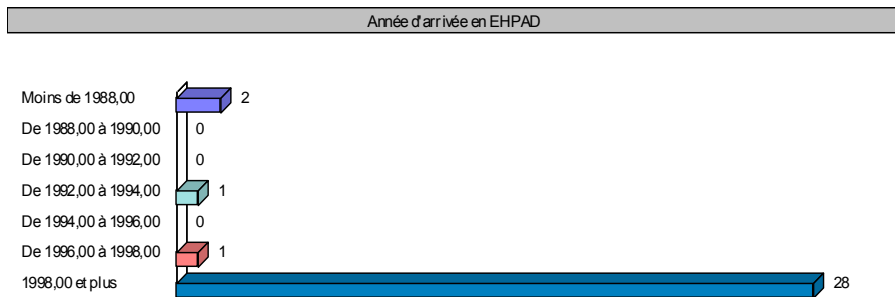 Année d'arrivée en EHPAD
Moins de 1988,00 2
De 1988,00 à 1990,00 0
De 1990,00 à 1992,00 0
De 1992,00 à 1994,00 1
De 1994,00 à 1996,00 0
De 1996,00 à 1998,00 1
1998,00 et plus 28